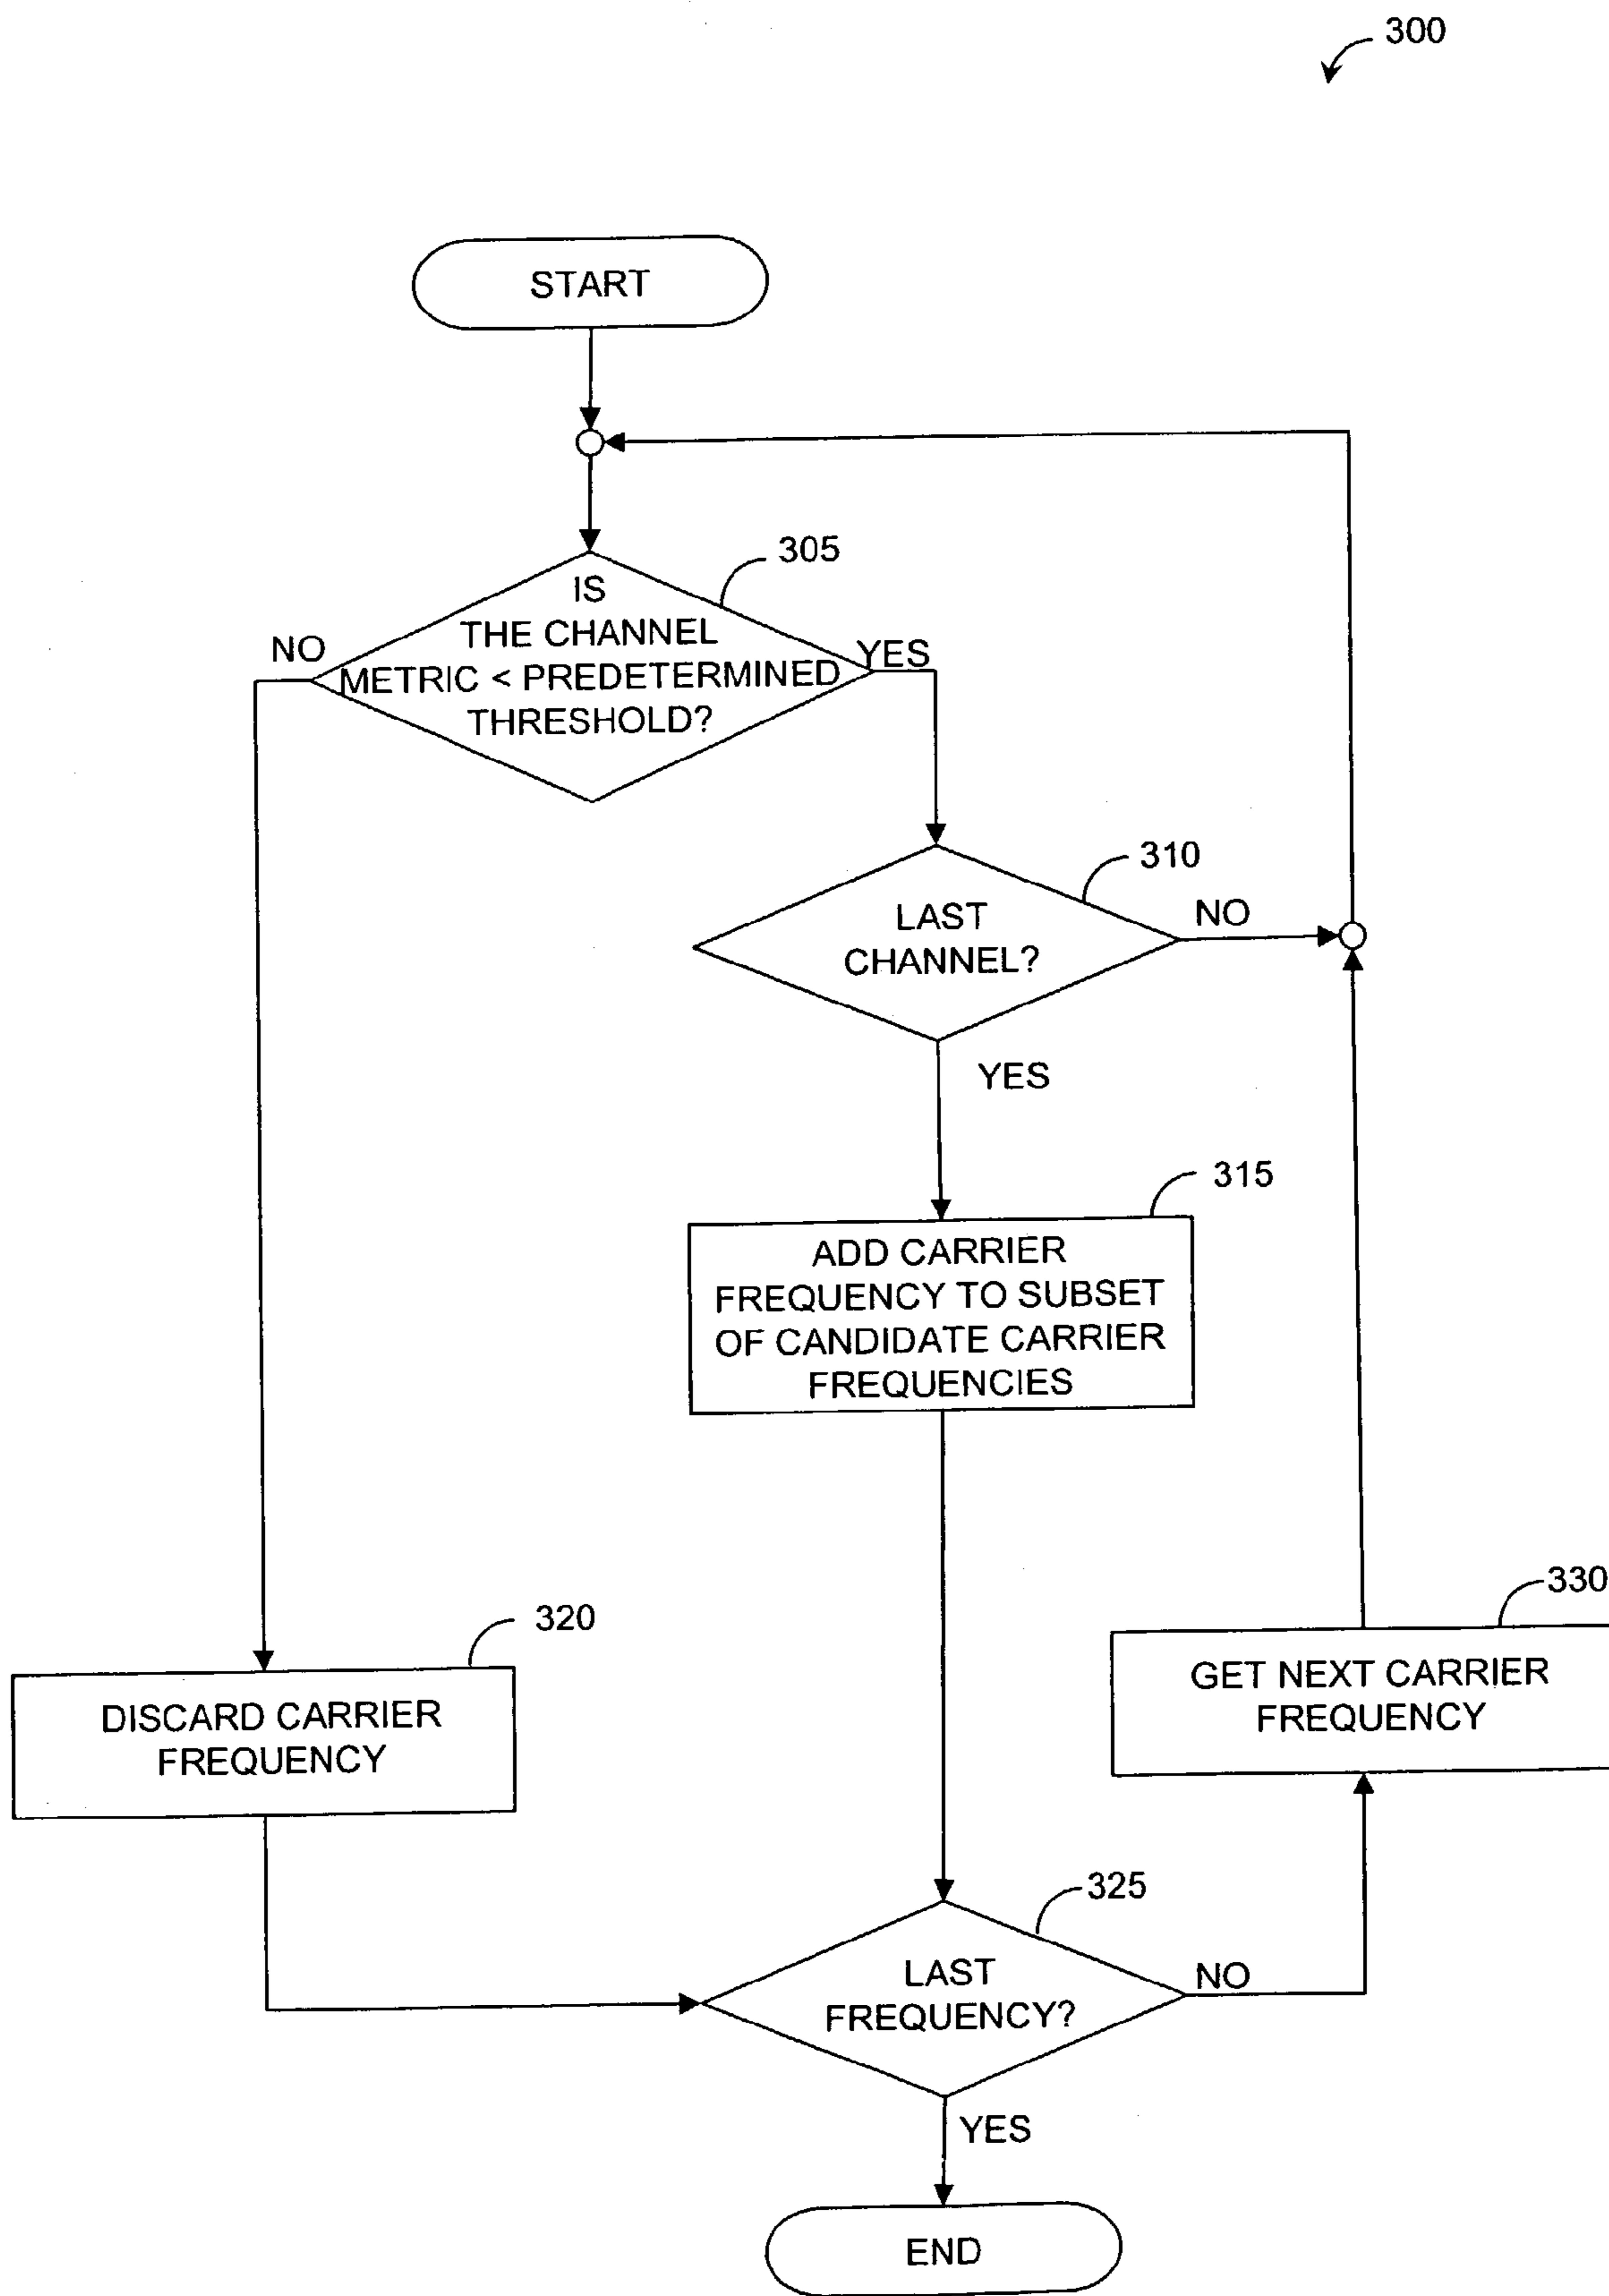 300
START
305
IS
THE CHANNEL
METRIC < PREDETERMINED
THRESHOLD?
NO
YES
310
LAST
CHANNEL?
NO
YES
315
ADD CARRIER
FREQUENCY TO SUBSET
OF CANDIDATE CARRIER
FREQUENCIES
320
DISCARD CARRIER
FREQUENCY
330
GET NEXT CARRIER
FREQUENCY
325
LAST
FREQUENCY?
NO
YES
END